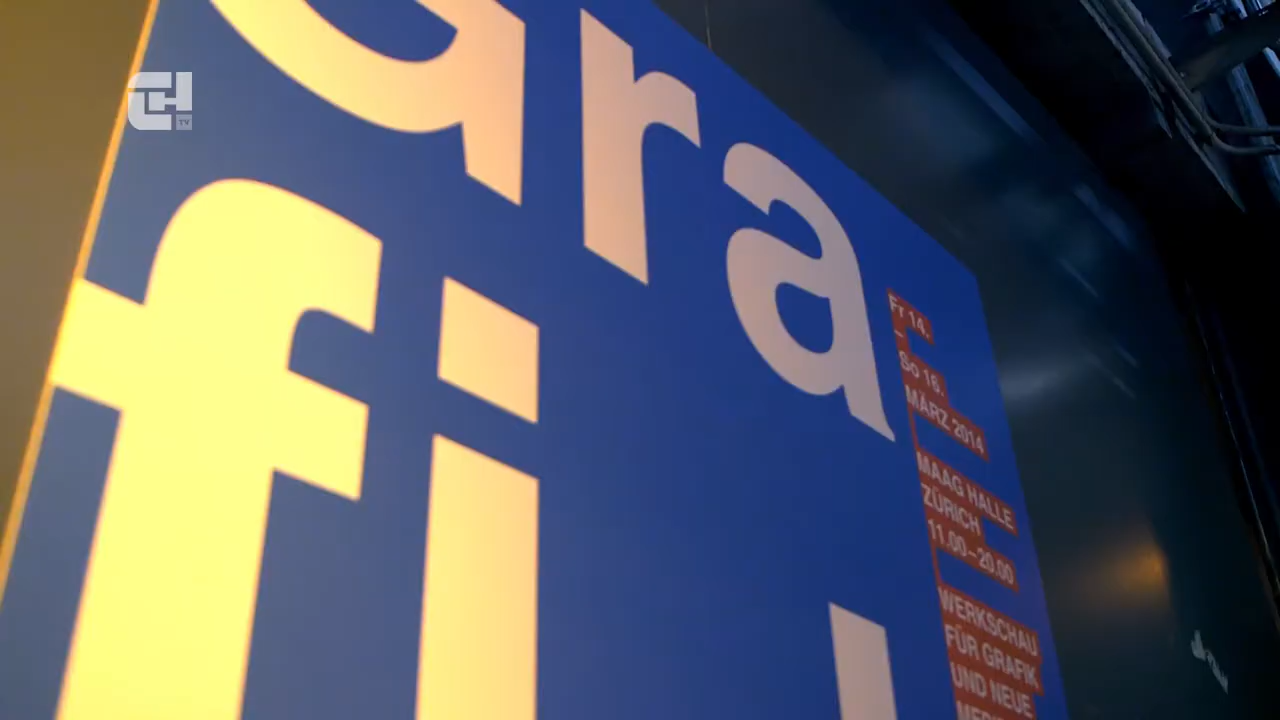 TV
Gra
fi
Fr 14.
–
So 16.
MÄRZ 2014
MAAG HALLE
ZÜRICH
11.00–20.00
WERKSCHAU
FÜR GRAFIK
UND NEUE